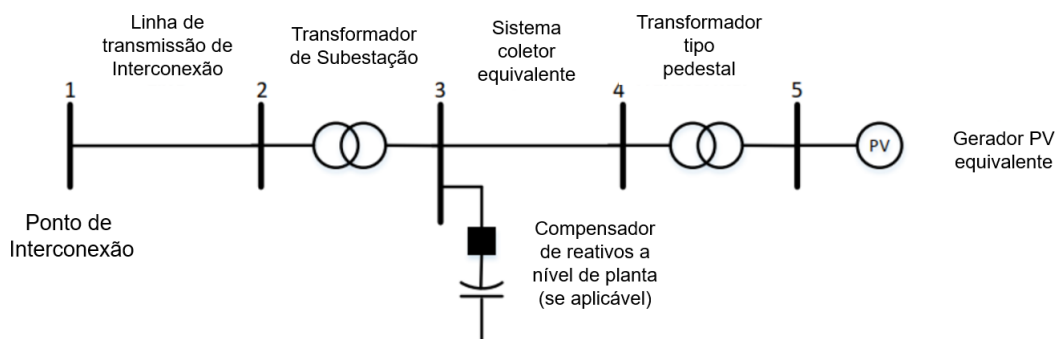 Linha de
transmissão de
Interconexão
Transformador
de Subestação
Sistema
coletor
equivalente
Transformador
tipo
pedestal
1
2
3
4
5
PV
Gerador PV
equivalente
Ponto de
Interconexão
Compensador
de reativos a
nível de planta
(se aplicável)